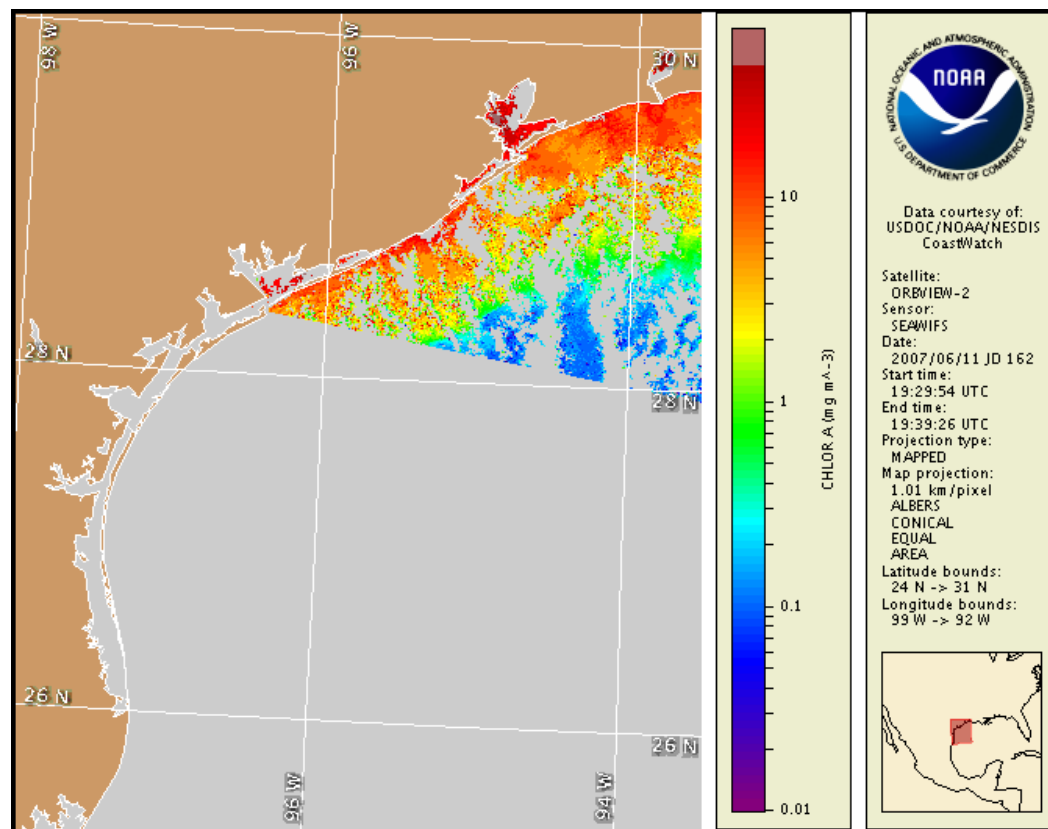 98 W
96 W
30 N
28 N
28 N
26 N
26 N
96 W
94 W
10
1
0.1
0.01
CHLOR A (mg m^-3)
NATIONAL OCEANIC AND ATMOSPHERIC ADMINISTRATION
NOAA
U.S. DEPARTMENT OF COMMERCE
Data courtesy of:
USDOC/NOAA/NESDIS
CoastWatch
Satellite:
ORBVIEW-2
Sensor:
SEAWIFS
Date:
2007/06/11 JD 162
Start time:
19:29:54 UTC
End time:
19:39:26 UTC
Projection type:
MAPPED
Map projection:
1.01 km/pixel
ALBERS
CONICAL
EQUAL
AREA
Latitude bounds:
24 N -> 31 N
Longitude bounds:
99 W -> 92 W